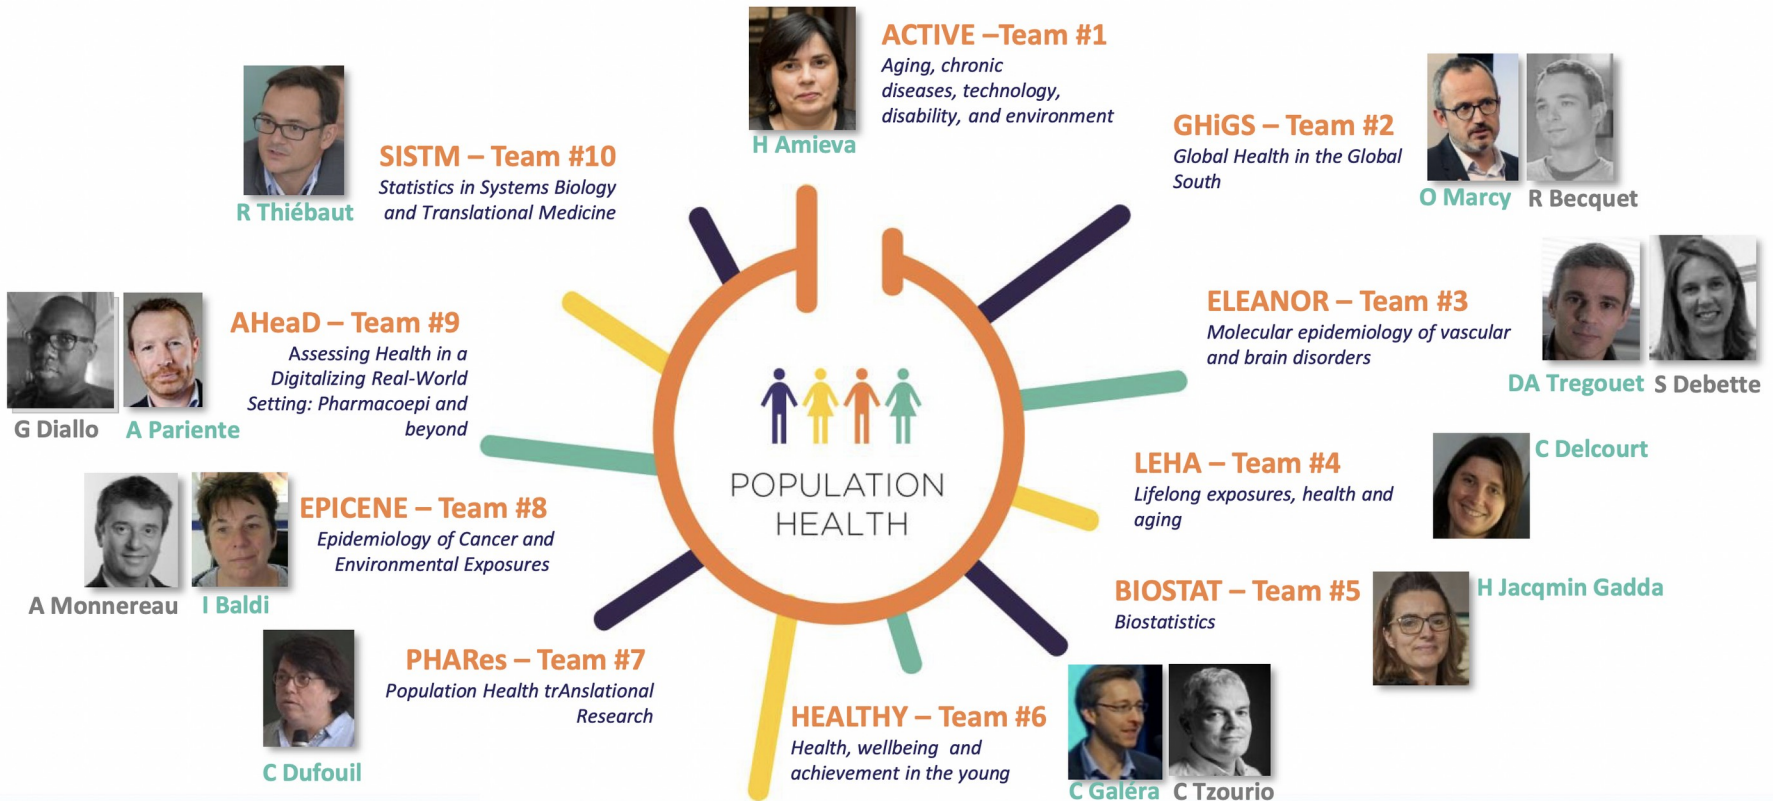 ACTIVE –Team #1
Aging, chronic
diseases, technology,
disability, and environment
H Amieva
GHiGS – Team #2
Global Health in the Global
South
O Marcy
R Becquet
ELEANOR – Team #3
Molecular epidemiology of vascular
and brain disorders
DA Tregouet
S Debette
LEHA – Team #4
Lifelong exposures, health and
aging
C Delcourt
BIOSTAT – Team #5
Biostatistics
H Jacqmin Gadda
HEALTHY – Team #6
Health, wellbeing and
achievement in the young
C Galéra
C Tzourio
PHARes – Team #7
Population Health trAnslational
Research
C Dufouil
EPICENE – Team #8
Epidemiology of Cancer and
Environmental Exposures
A Monnereau
I Baldi
AHeaD – Team #9
Assessing Health in a
Digitalizing Real-World
Setting: Pharmacoepi and
beyond
G Diallo
A Pariente
SISTM – Team #10
Statistics in Systems Biology
and Translational Medicine
R Thiébaut
POPULATION
HEALTH